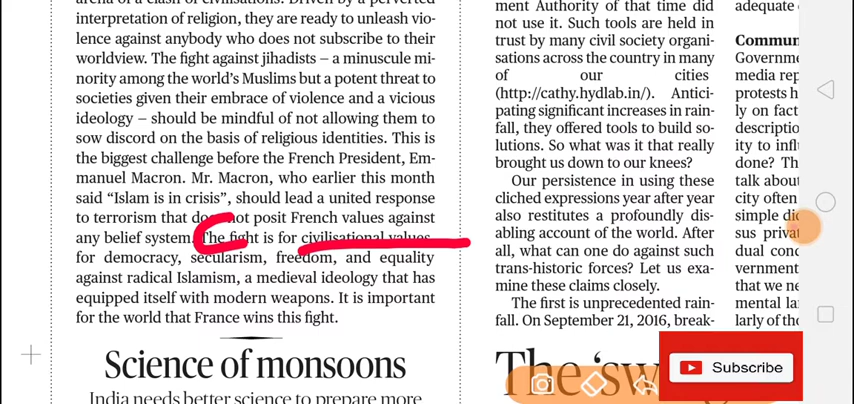 interpretation of religion, they are ready to unleash vio-
lence against anybody who does not subscribe to their
worldview. The fight against jihadists – a minuscule mi-
nority among the world's Muslims but a potent threat to
societies given their embrace of violence and a vicious
ideology – should be mindful of not allowing them to
sow discord on the basis of religious identities. This is
the biggest challenge before the French President, Em-
manuel Macron. Mr. Macron, who earlier this month
said "Islam is in crisis", should lead a united response
to terrorism that does not posit French values against
any belief system. The fight is for civilisational values
for democracy, secularism, freedom, and equality
against radical Islamism, a medieval ideology that has
equipped itself with modern weapons. It is important
for the world that France wins this fight.
Science of monsoons
India needs better science to prepare more
ment Authority of that time did
not use it. Such tools are held in
trust by many civil society organi-
sations across the country in many
of our cities
(http://cathy.hydlab.in/). Antici-
pating significant increases in rain-
fall, they offered tools to build so-
lutions. So what was it that really
brought us down to our knees?
Our persistence in using these
cliched expressions year after year
also restitutes a profoundly dis-
abling account of the world. After
all, what can one do against such
trans-historic forces? Let us exa-
mine these claims closely.
The first is unprecedented rain-
fall. On September 21, 2016, break-
The 'sw
adequate
Commun
Governme
media rep
protests h
ly on fact
descriptio
ity to infl
done? Th
talk about
city often
simple di
sus priva
dual conc
vernment
that we ne
mental la
larly of the
Subscribe